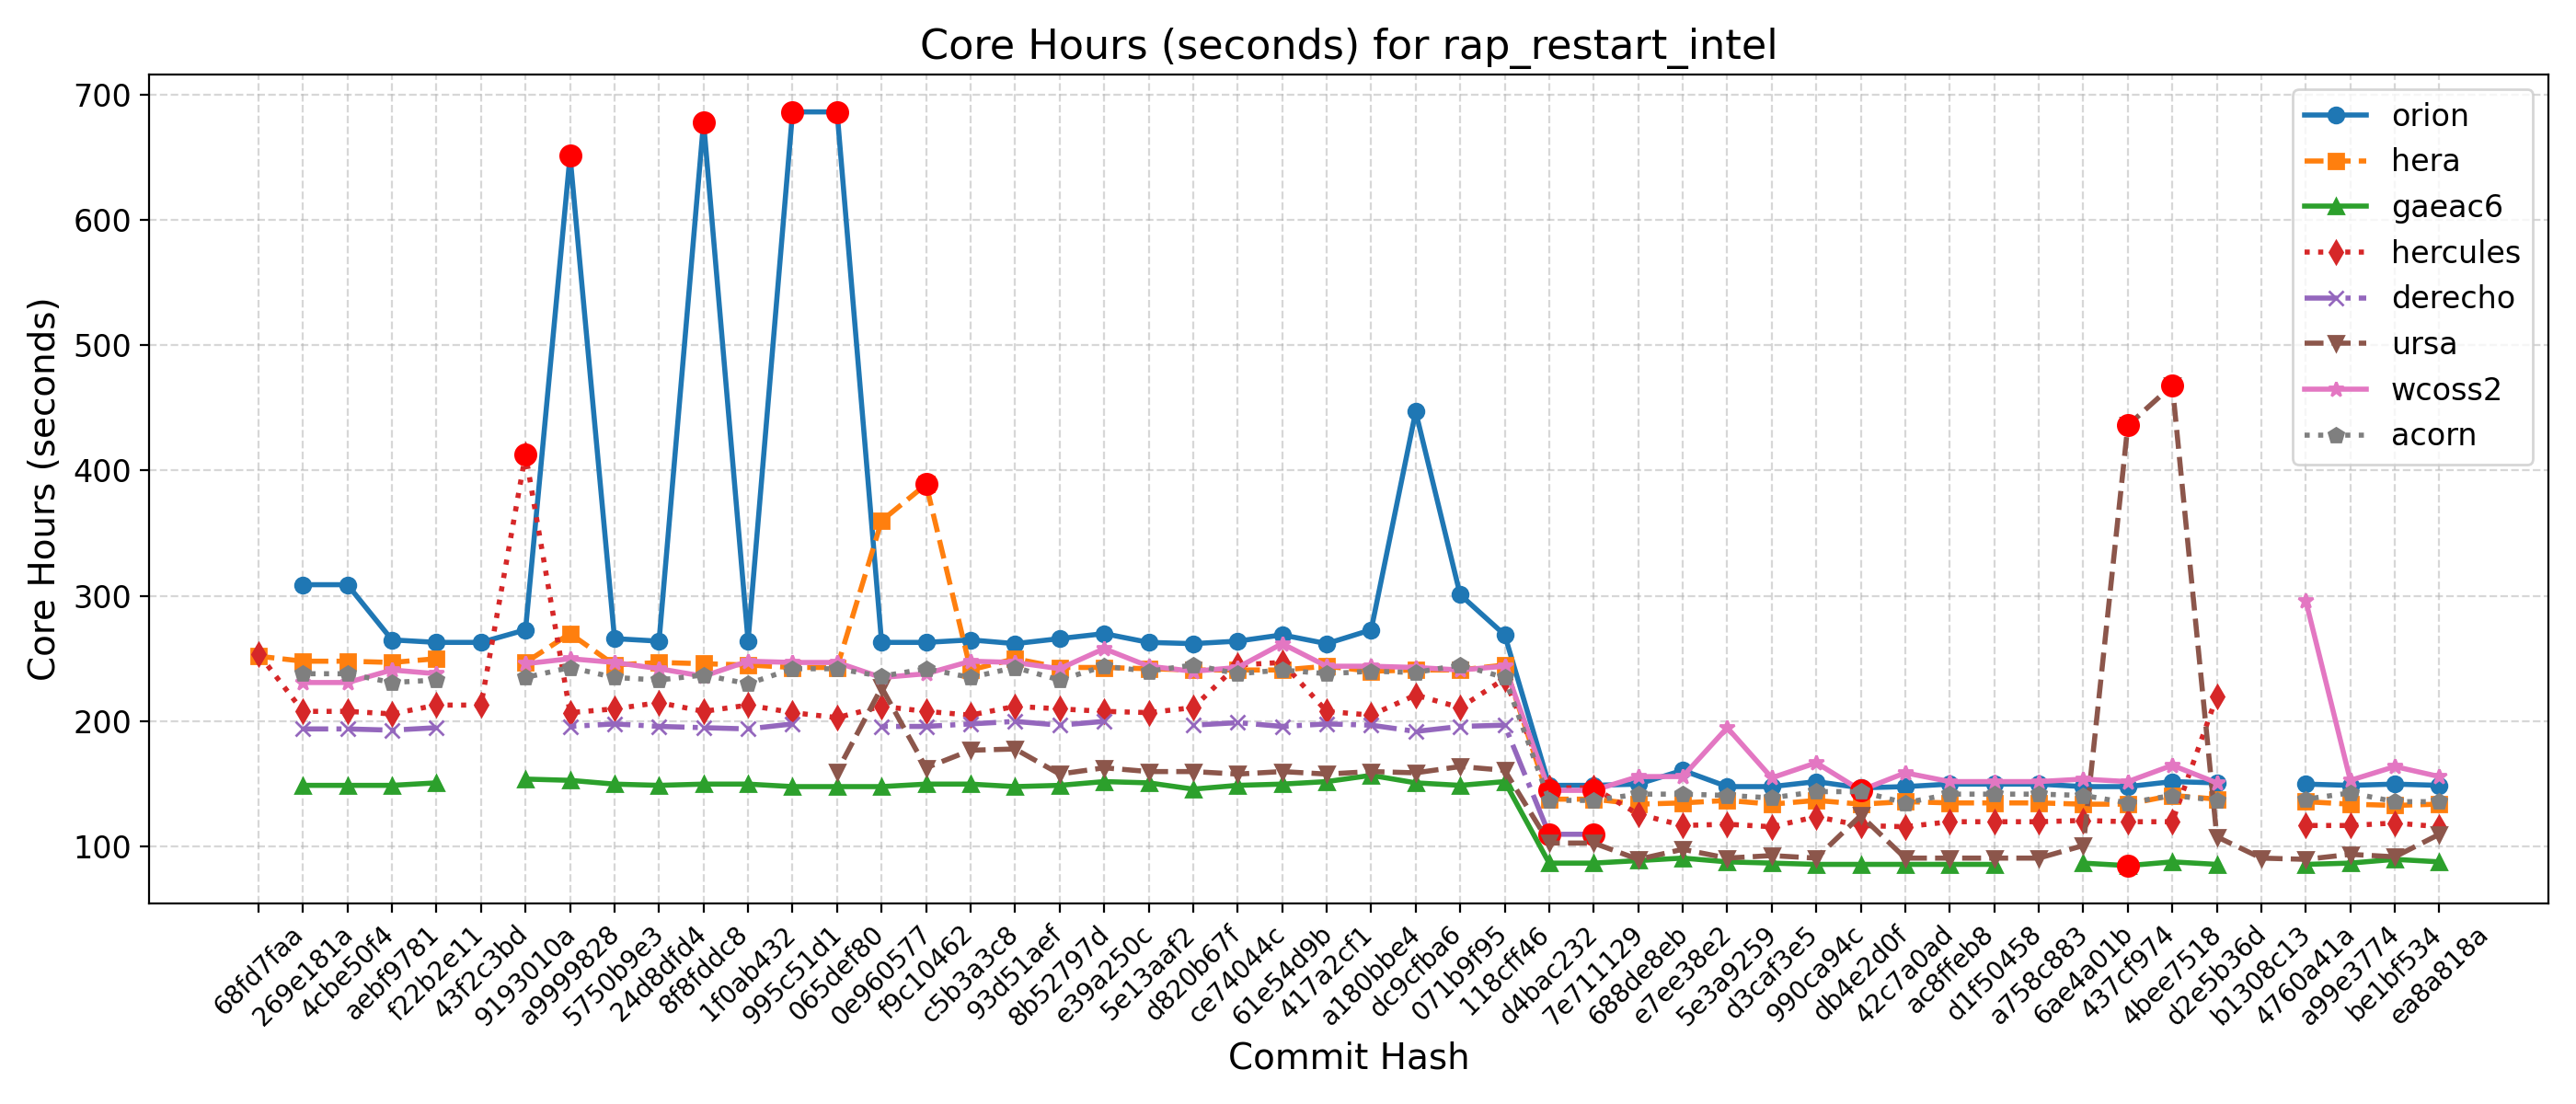 Core Hours (seconds) for rap_restart_intel
Core Hours (seconds)
700
600
500
400
300
200
100
orion
hera
gaeac6
hercules
derecho
ursa
wcoss2
acorn
68fd7faa
269e181a
4cbe50f4
aebf9781
f22b2e11
43f2c3bd
9193010a
a9999828
5750b9e3
24d8dfd4
8f8fddc8
1f0ab432
995c51d1
065def80
0e960577
f9c10462
c5b3a3c8
93d51aef
8b52797d
e39a250c
5e13aaf2
d820b67f
ce74044c
61e54d9b
417a2cf1
a180bbe4
dc9cfba6
071b9f95
118cff46
d4bac232
7e711129
688de8eb
e7ee38e2
5e3a9259
d3caf3e5
990ca94c
db4e2d0f
42c7a0ad
ac8ffeb8
d1f50458
a758c883
6ae4a01b
437cf974
4bee7518
d2e5b36d
b1308c13
4760a41a
a99e3774
be1bf534
ea8a818a
Commit Hash